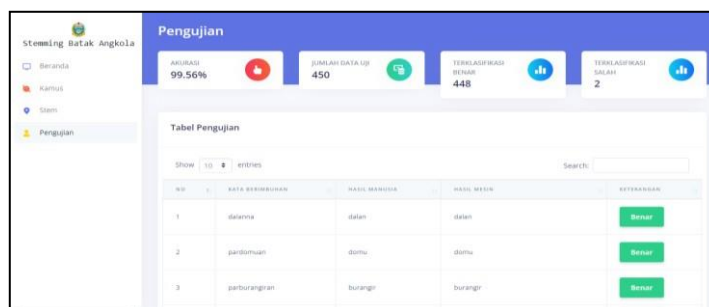 Stemming Batak Angkola
Beranda
Kamus
Stem
Pengujian
Pengujian
AKURASI
99.56%
JUMLAH DATA UJI
450
TERKLASIFIKASI
BENAR
448
TERKLASIFIKASI
SALAH
2
Tabel Pengujian
Show 10 entries
Search:
NO KATA BERIMBUHAN HASIL MANUSIA HASIL MESIN KETERANGAN
1 dalanna dalan dalan Benar
2 pardomuan domu domu Benar
3 parburangiran burangir burangir Benar